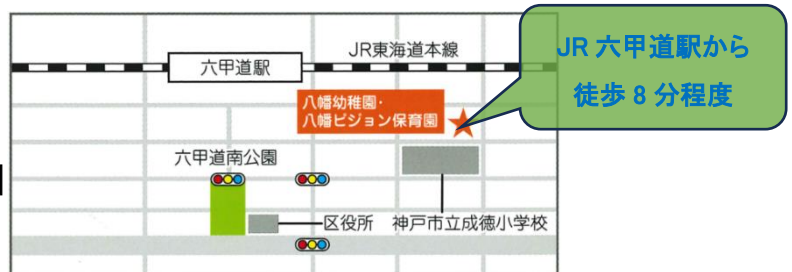 JR東海道本線
六甲道駅
JR 六甲道駅から
徒歩 8 分程度
八幡幼稚園・
八幡ビジョン保育園
六甲道南公園
区役所
神戸市立成徳小学校